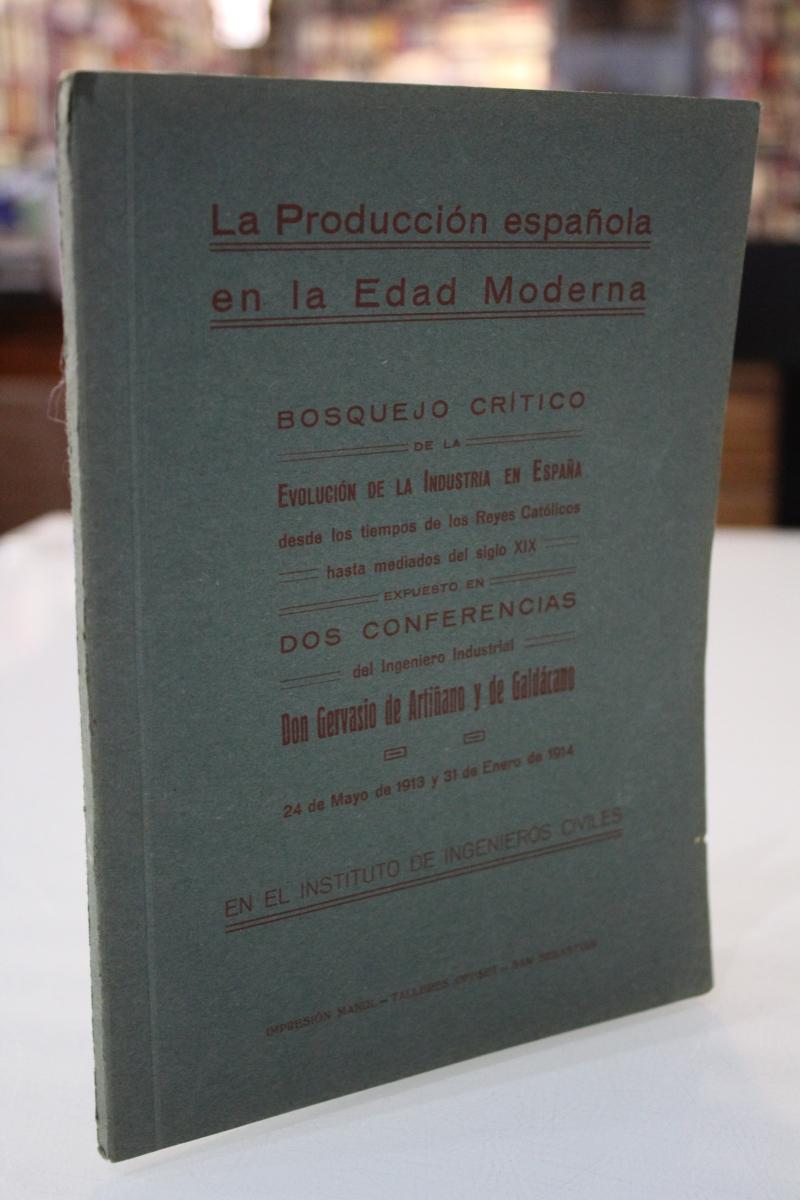 La Producción española
en la Edad Moderna
BOSQUEJO CRÍTICO
DE LA
EVOLUCIÓN DE LA INDUSTRIA EN ESPAÑA
desde los tiempos de los Reyes Católicos
hasta mediados del siglo XIX
EXPUESTO EN
DOS CONFERENCIAS
del Ingeniero Industrial
Don Gervasio de Artíñano y de Galdácano
24 de Mayo de 1913 y 31 de Enero de 1914
EN EL INSTITUTO DE INGENIEROS CIVILES
IMPRESIÓN MANUL – TALLERES OFFSET – SAN SEBASTIÁN